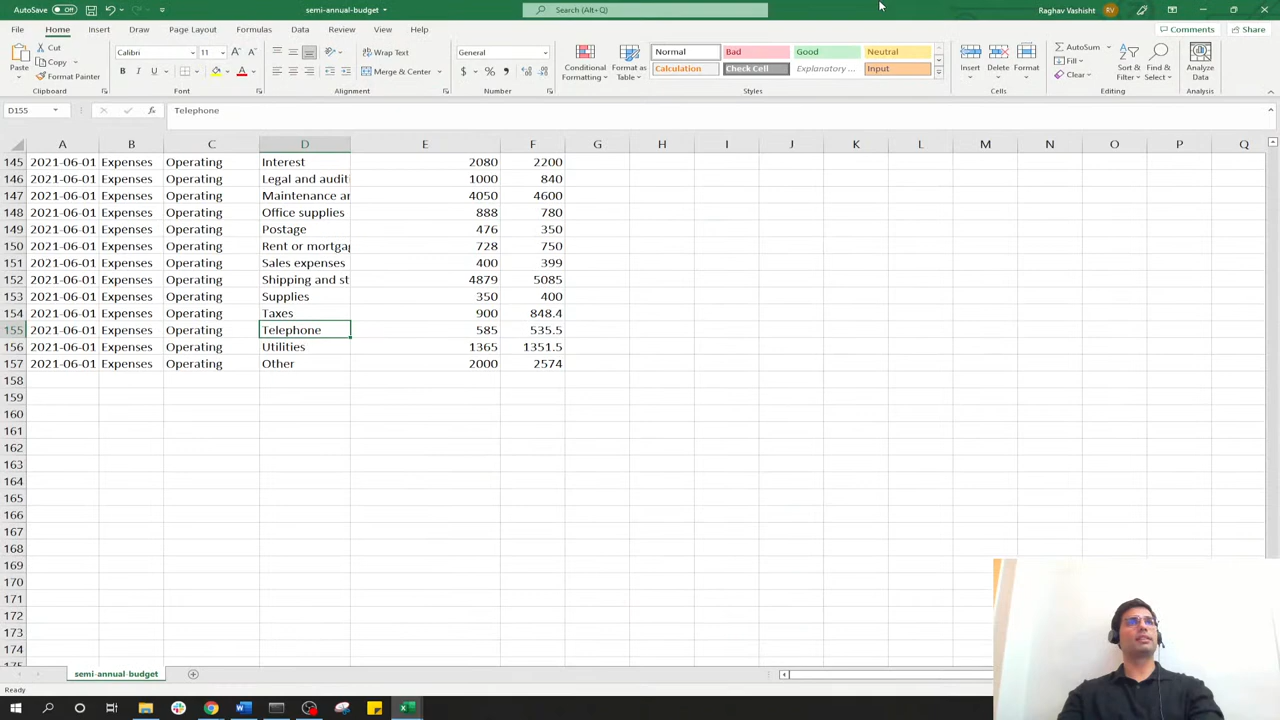 AutoSave Off semi-annual-budget Search (Alt+Q) Raghav Vashisht RV
File Home Insert Draw Page Layout Formulas Data Review View Help Comments Share
Paste Cut Copy Format Painter Clipboard
Calibri 11 B I U A Font
Wrap Text Merge & Center Alignment
General $ % Number
Conditional Formatting Format as Table Normal Bad Good Neutral Calculation Check Cell Explanatory ... Input Styles
Insert Delete Format Cells
AutoSum Fill Clear Sort & Filter Find & Select Editing
Analyze Data Analysis
D155 fx Telephone
A B C D E F G H I J K L M N O P Q
145 2021-06-01 Expenses Operating Interest 2080 2200
146 2021-06-01 Expenses Operating Legal and audit 1000 840
147 2021-06-01 Expenses Operating Maintenance ar 4050 4600
148 2021-06-01 Expenses Operating Office supplies 888 780
149 2021-06-01 Expenses Operating Postage 476 350
150 2021-06-01 Expenses Operating Rent or mortgag 728 750
151 2021-06-01 Expenses Operating Sales expenses 400 399
152 2021-06-01 Expenses Operating Shipping and st 4879 5085
153 2021-06-01 Expenses Operating Supplies 350 400
154 2021-06-01 Expenses Operating Taxes 900 848.4
155 2021-06-01 Expenses Operating Telephone 585 535.5
156 2021-06-01 Expenses Operating Utilities 1365 1351.5
157 2021-06-01 Expenses Operating Other 2000 2574
158
159
160
161
162
163
164
165
166
167
168
169
170
171
172
173
174
175
semi-annual-budget
Ready